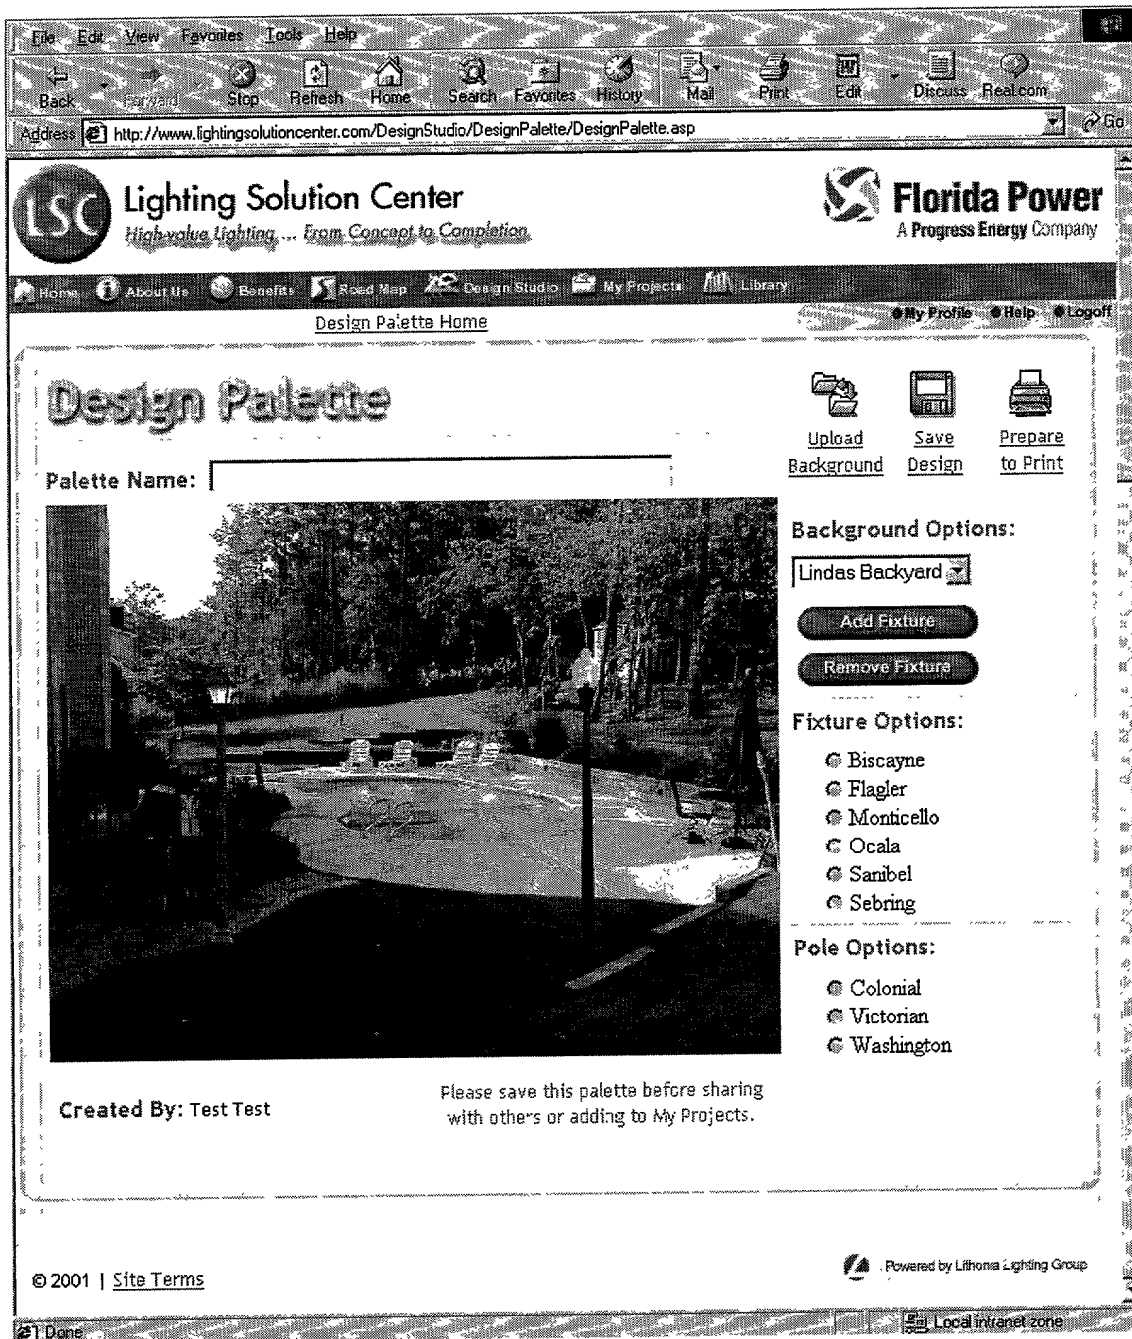 File Edit View Favorites Tools Help
Back Forward Stop Refresh Home Search Favorites History Mail Print Edit Discuss Real.com
Address http://www.lightingsolutioncenter.com/DesignStudio/DesignPalette/DesignPalette.asp Go
LSC Lighting Solution Center
High-value Lighting ... From Concept to Completion
Florida Power
A Progress Energy Company
Home About Us Benefits Road Map Design Studio My Projects Library
Design Palette Home
My Profile Help Logoff
Design Palette
Upload Background
Save Design
Prepare to Print
Palette Name:
Background Options:
Lindas Backyard
Add Fixture
Remove Fixture
Fixture Options:
Biscayne
Flagler
Monticello
Ocala
Sanibel
Sebring
Pole Options:
Colonial
Victorian
Washington
Created By: Test Test
Please save this palette before sharing
with others or adding to My Projects.
© 2001 | Site Terms
Powered by Lithonia Lighting Group
Done
Local intranet zone